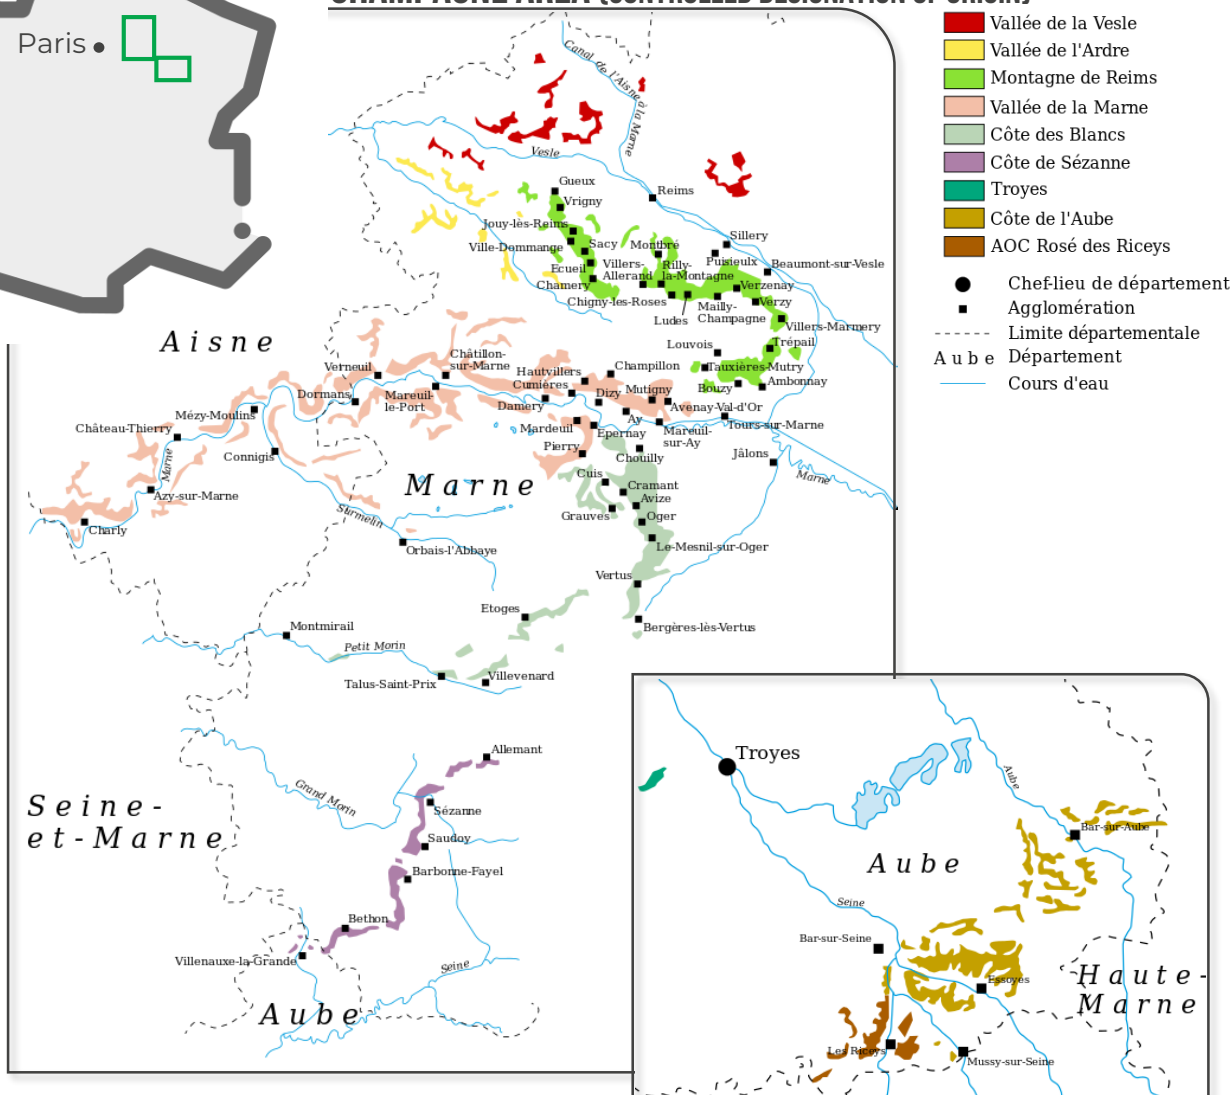 CHAMPAGNE AREA (CONTROLLED DESIGNATION OF ORIGIN)
Paris
Vallée de la Vesle
Vallée de l'Ardre
Montagne de Reims
Vallée de la Marne
Côte des Blancs
Côte de Sézanne
Troyes
Côte de l'Aube
AOC Rosé des Riceys
Chef-lieu de département
Agglomération
Limite départementale
Aube Département
Cours d'eau
Canal de l'Aisne à la Marne
Vesle
Gueux
Vrigny
Reims
Jouy-lès-Reims
Ville-Dommange
Sacy
Montbré
Sillery
Ecueil
Villers-
Allerand
Rilly-
la-Montagne
Puisieulx
Beaumont-sur-Vesle
Chamery
Chigny-les-Roses
Ludes
Mailly-
Champagne
Verzenay
Verzy
Villers-Marmery
Louvois
Trépail
Tauxières-Mutry
Bouzy
Ambonnay
Aisne
Châtillon-
sur-Marne
Verneuil
Hautvillers
Champillon
Cumières
Dormans
Mareuil-
le-Port
Damery
Dizy
Mutigny
Avenay-Val-d'Or
Mézy-Moulins
Château-Thierry
Mardeuil
Epernay
Ay
Mareuil-
sur-Ay
Tours-sur-Marne
Pierry
Chouilly
Jâlons
Connigis
Marne
Marne
Marne
Cuis
Cramant
Avize
Azy-sur-Marne
Grauves
Oger
Charly
Surmelin
Orbais-l'Abbaye
Le-Mesnil-sur-Oger
Vertus
Etoges
Bergères-lès-Vertus
Montmirail
Petit Morin
Talus-Saint-Prix
Villevenard
Allemant
Grand Morin
Sézanne
Seine-
et-Marne
Saudoy
Barbonne-Fayel
Bethon
Villenauxe-la-Grande
Seine
Aube
Troyes
Aube
Bar-sur-Aube
Aube
Seine
Bar-sur-Seine
Essoyes
Haute-
Marne
Les Riceys
Mussy-sur-Seine